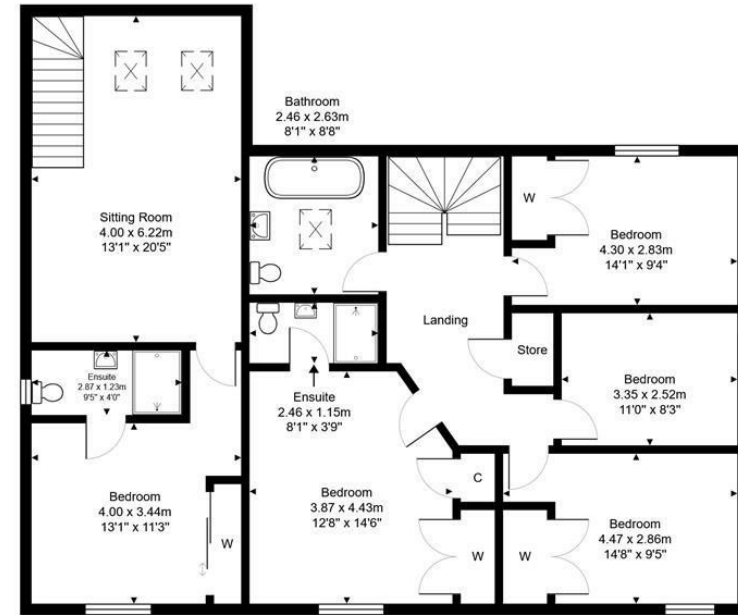 Bathroom
2.46 x 2.63m
8'1" x 8'8"
Sitting Room
4.00 x 6.22m
13'1" x 20'5"
W
Bedroom
4.30 x 2.83m
14'1" x 9'4"
Landing
Store
Ensuite
2.87 x 1.23m
9'5" x 4'0"
Ensuite
2.46 x 1.15m
8'1" x 3'9"
Bedroom
3.35 x 2.52m
11'0" x 8'3"
Bedroom
4.00 x 3.44m
13'1" x 11'3"
W
Bedroom
3.87 x 4.43m
12'8" x 14'6"
C
W
W
Bedroom
4.47 x 2.86m
14'8" x 9'5"